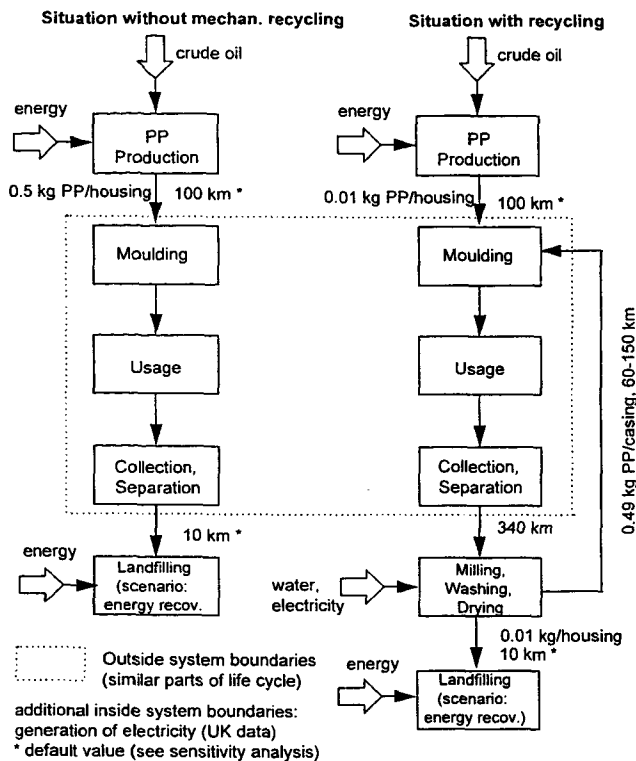 Situation without mechan. recycling
crude oil
energy
PP
Production
0.5 kg PP/housing
100 km *
Moulding
Usage
Collection,
Separation
10 km *
energy
Landfilling
(scenario:
energy recov.
Situation with recycling
crude oil
energy
PP
Production
0.01 kg PP/housing
100 km *
Moulding
Usage
Collection,
Separation
340 km
0.49 kg PP/casing, 60-150 km
water,
electricity
Milling,
Washing,
Drying
0.01 kg/housing
10 km *
energy
Landfilling
(scenario:
energy recov.)
Outside system boundaries
(similar parts of life cycle)
additional inside system boundaries:
generation of electricity (UK data)
* default value (see sensitivity analysis)